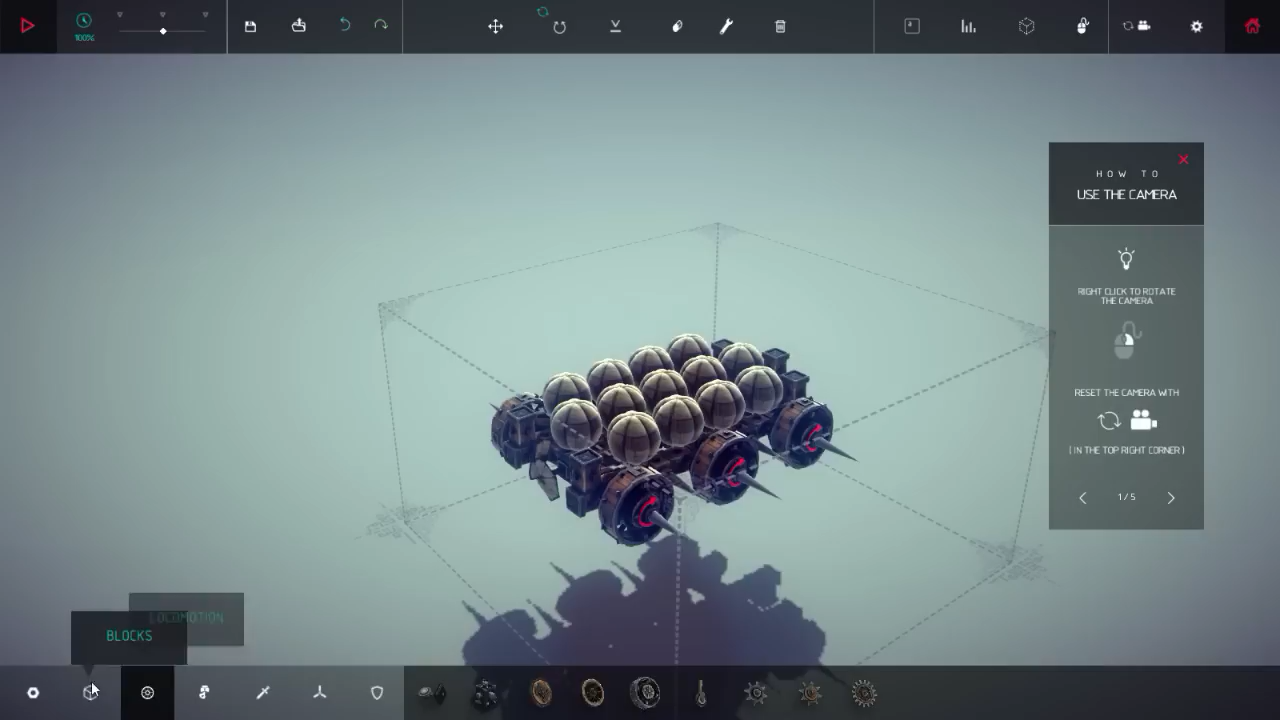 100%
HOW TO
USE THE CAMERA
RIGHT CLICK TO ROTATE
THE CAMERA
RESET THE CAMERA WITH
( IN THE TOP RIGHT CORNER )
1/5
LOCOMOTION
BLOCKS